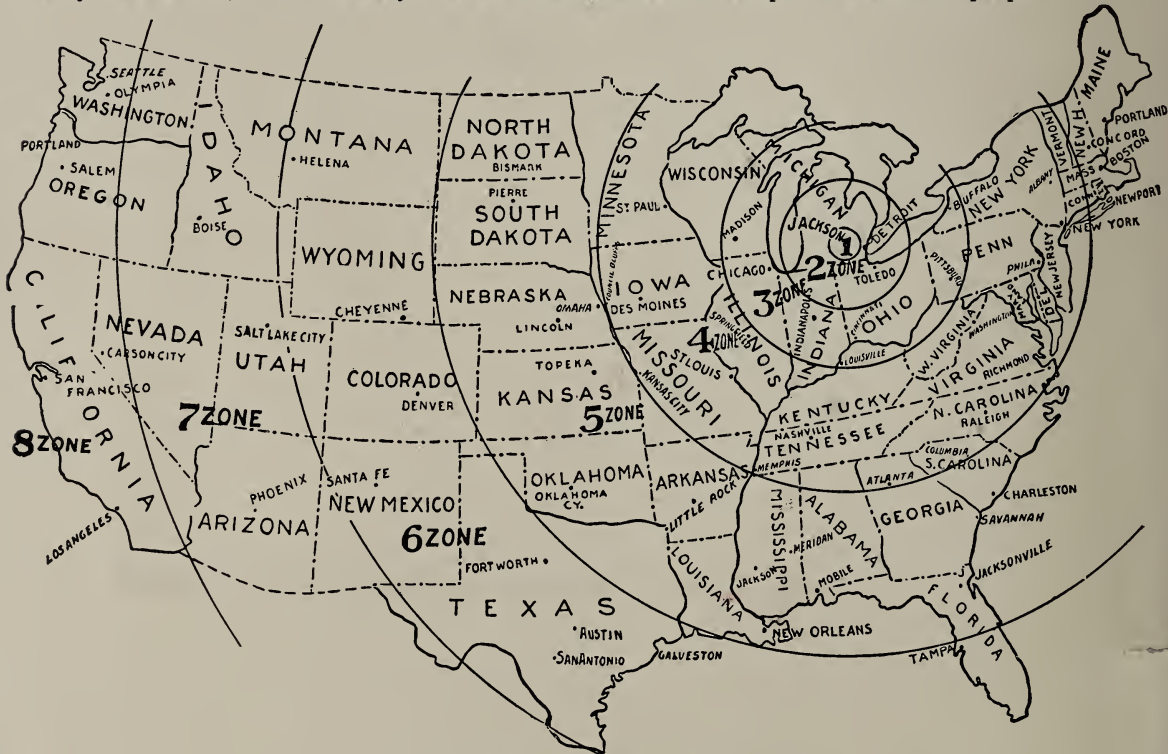 SEATTLE
OLYMPIA
WASHINGTON
PORTLAND
SALEM
OREGON
IDAHO
BOISE
MONTANA
HELENA
WYOMING
CHEYENNE
NORTH
DAKOTA
BISMARK
PIERRE
SOUTH
DAKOTA
NEBRASKA
OMAHA
LINCOLN
MINNESOTA
ST. PAUL
WISCONSIN
MADISON
MICHIGAN
JACKSON
1
DETROIT
2 ZONE
TOLEDO
CHICAGO
3 ZONE
IOWA
COUNCIL BLUFFS
DES MOINES
ILLINOIS
SPRINGFIELD
4 ZONE
INDIANAPOLIS
INDIANA
CINCINNATI
OHIO
LOUISVILLE
PITTSBURG
PENN
PHILA.
BUFFALO
NEW YORK
ALBANY
VERMONT
NEW H.
MAINE
PORTLAND
CONCORD
BOSTON
MASS
CONN.
NEWPORT
NEW YORK
NEW JERSEY
DEL
WASHINGTON
W. VIRGINIA
VIRGINIA
RICHMOND
CALIFORNIA
NEVADA
CARSON CITY
SAN
FRANCISCO
SALT LAKE CITY
UTAH
COLORADO
DENVER
TOPEKA
KANSAS
5 ZONE
MISSOURI
ST. LOUIS
KANSAS CITY
KENTUCKY
NASHVILLE
TENNESSEE
MEMPHIS
N. CAROLINA
RALEIGH
COLUMBIA
S. CAROLINA
8 ZONE
7 ZONE
LOS ANGELES
PHOENIX
ARIZONA
SANTA FE
NEW MEXICO
6 ZONE
OKLAHOMA
OKLAHOMA
CY.
ARKANSAS
LITTLE ROCK
MISSISSIPPI
JACKSON
MERIDAN
ALABAMA
MOBILE
ATLANTA
GEORGIA
CHARLESTON
SAVANNAH
JACKSONVILLE
FLORIDA
TAMPA
FORT WORTH
TEXAS
AUSTIN
SAN ANTONIO
GALVESTON
LOUISIANA
NEW ORLEANS